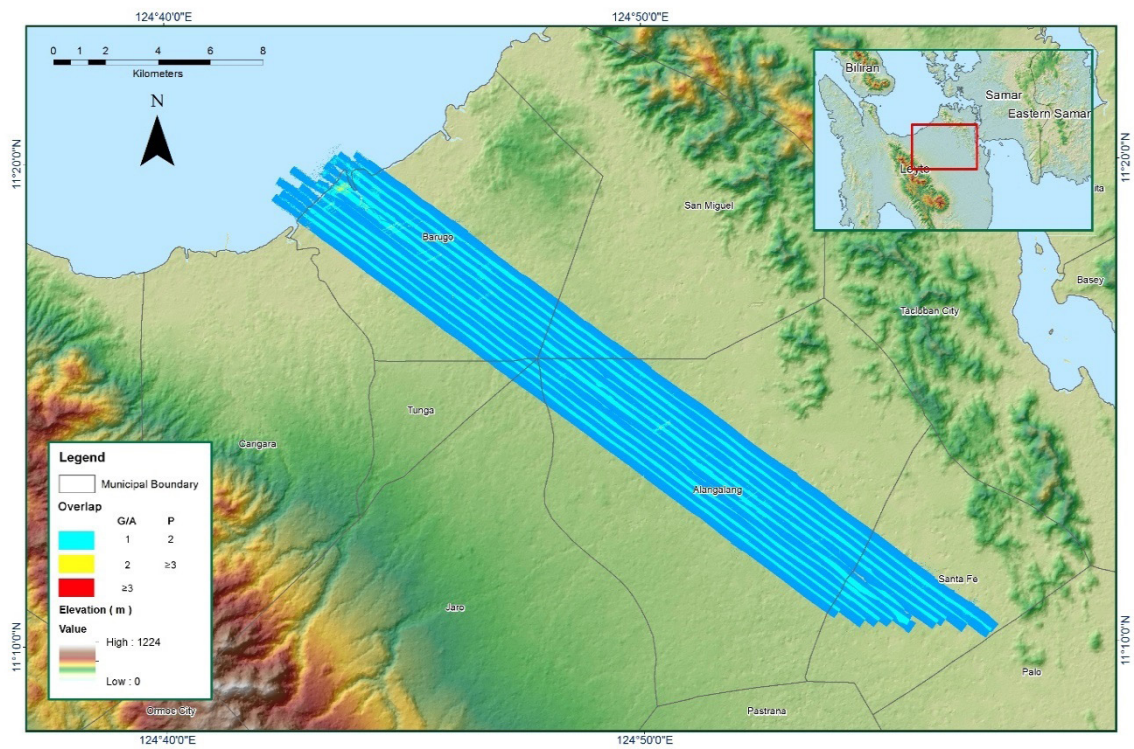 124°40'0"E 124°50'0"E
0 2 4 6 8
Kilometers
N
Biliran
Samar
Eastern Samar
Leyte
11°20'0"N 11°20'0"N
San Miguel
Barugo
Basey
Tacloban City
Tunga
Carigara
Alangalang
Santa Fe
Jaro
Palo
Pastrana
Ormoc City
Legend
Municipal Boundary
Overlap
G/A P
1 2
2 ≥3
≥3
Elevation ( m )
Value
High : 1224
Low : 0
11°10'0"N 11°10'0"N
124°40'0"E 124°50'0"E